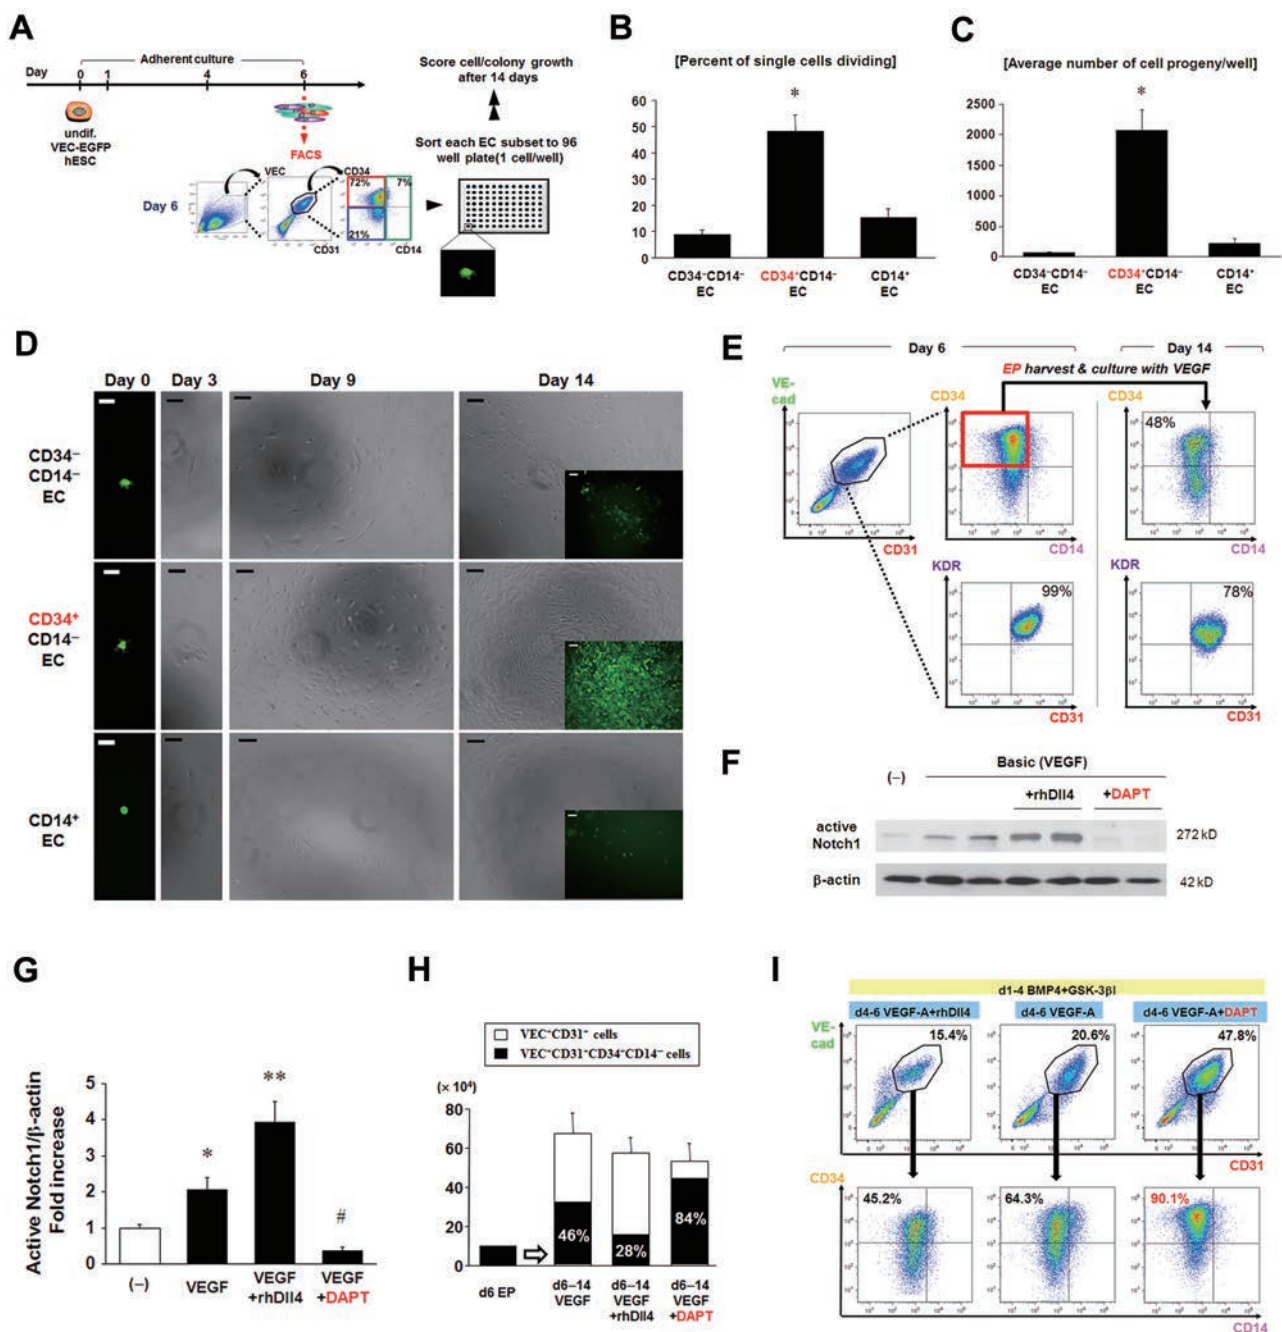 A
Adherent culture
Day 0 1 4 6
undif.
VEC-EGFP
hESC
FACS
Score cell/colony growth
after 14 days
Sort each EC subset to 96
well plate(1 cell/well)
Day 6
VEC
CD34
72% 7%
21%
CD31 CD14
B
[Percent of single cells dividing]
60
50
40
30
20
10
0
*
CD34⁻CD14⁻
EC
CD34⁺CD14⁻
EC
CD14⁺
EC
C
[Average number of cell progeny/well]
2500
2000
1500
1000
500
0
*
CD34⁻CD14⁻
EC
CD34⁺CD14⁻
EC
CD14⁺
EC
D
Day 0 Day 3 Day 9 Day 14
CD34⁻
CD14⁻
EC
CD34⁺
CD14⁻
EC
CD14⁺
EC
E
Day 6 Day 14
EP harvest & culture with VEGF
VE-
cad
CD31
CD34
CD14
CD34
48%
CD14
KDR
99%
CD31
KDR
78%
CD31
F
Basic (VEGF)
(−)
+rhDll4 +DAPT
active
Notch1
272 kD
β-actin
42 kD
G
Active Notch1/β-actin
Fold increase
5
4
3
2
1
0
* ** #
(−)
VEGF
VEGF
+rhDll4
VEGF
+DAPT
H
VEC⁺CD31⁺ cells
VEC⁺CD31⁺CD34⁺CD14⁻ cells
(× 10⁴)
80
60
40
20
0
46% 28% 84%
d6 EP
d6–14
VEGF
d6–14
VEGF
+rhDll4
d6–14
VEGF
+DAPT
I
d1-4 BMP4+GSK-3βI
d4-6 VEGF-A+rhDll4 d4-6 VEGF-A d4-6 VEGF-A+DAPT
VE-
cad
15.4% 20.6% 47.8%
CD31
CD34
45.2% 64.3% 90.1%
CD14